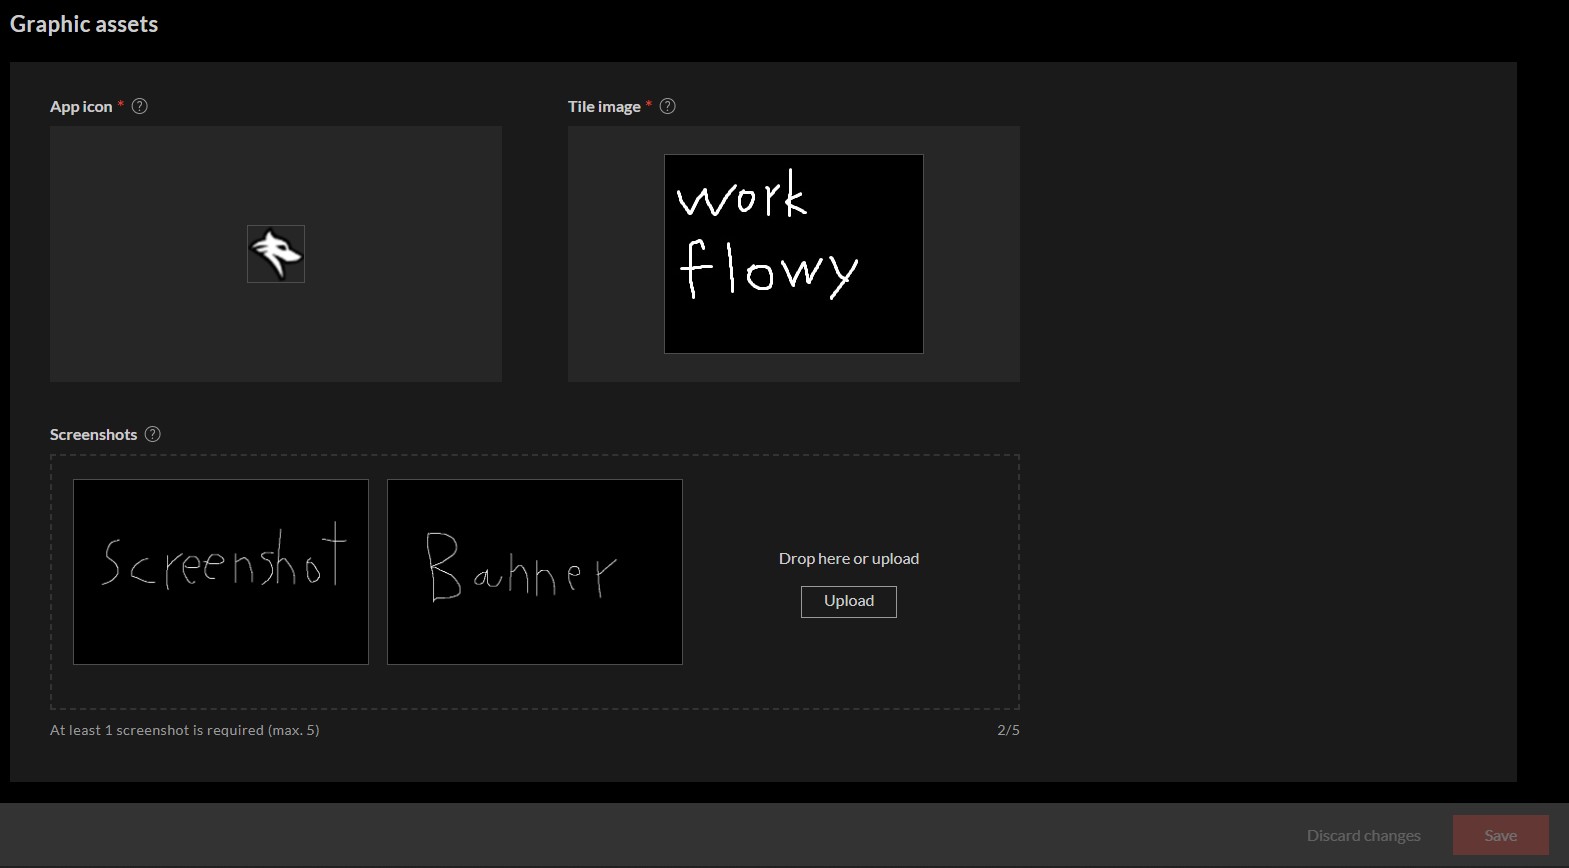 Graphic assets
App icon * ?
Tile image * ?
work
flowy
Screenshots ?
Screenshot
Banner
Drop here or upload
Upload
At least 1 screenshot is required (max. 5)
2/5
Discard changes
Save